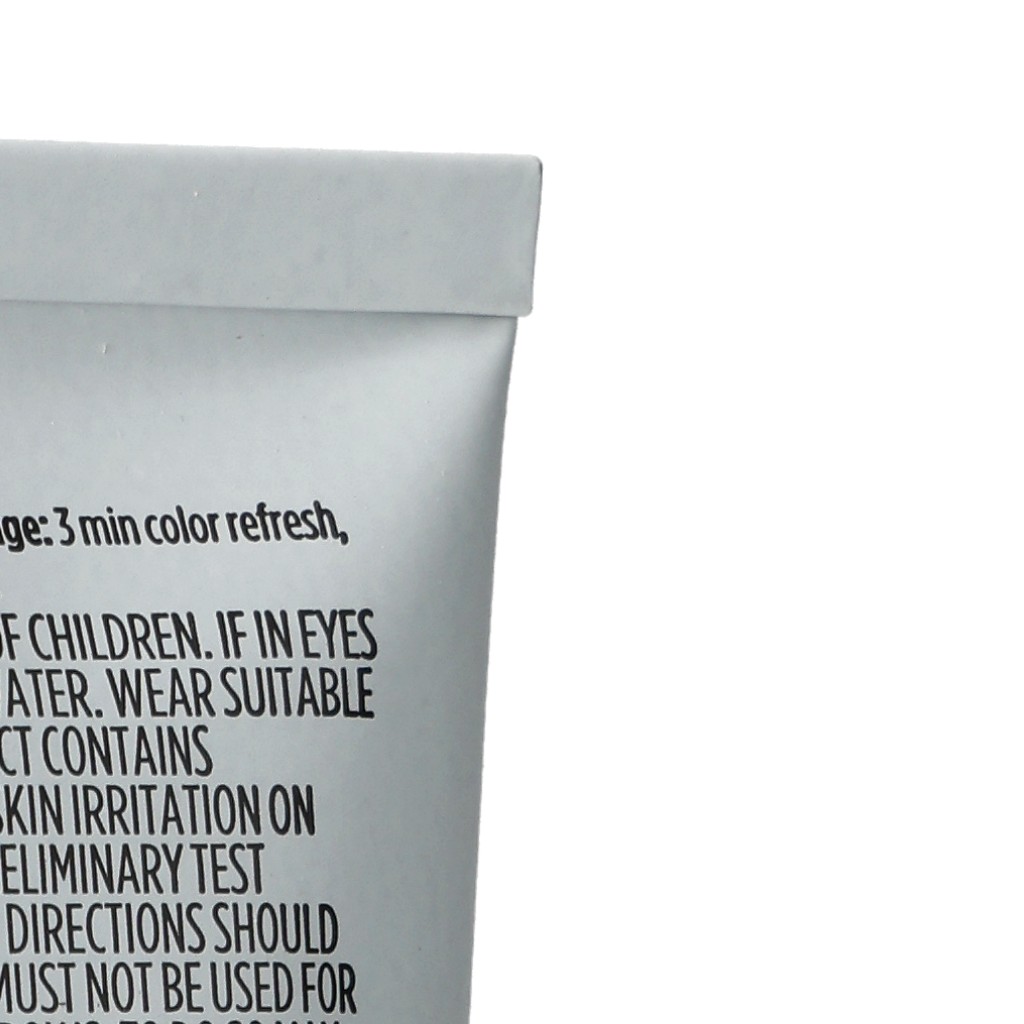 ge: 3 min color refresh,
OF CHILDREN. IF IN EYES
ATER. WEAR SUITABLE
CT CONTAINS
SKIN IRRITATION ON
ELIMINARY TEST
DIRECTIONS SHOULD
MUST NOT BE USED FOR